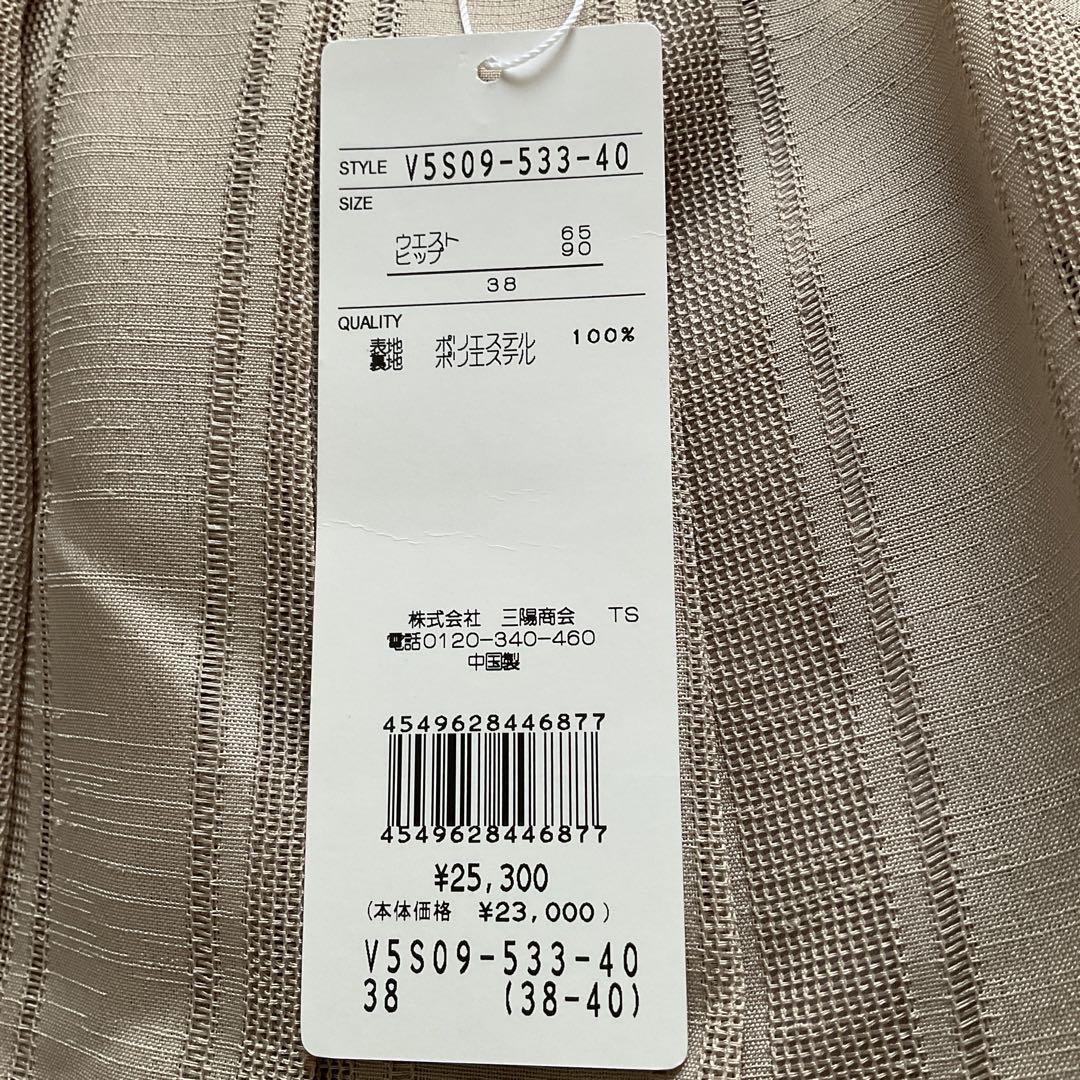 STYLE V5S09-533-40
SIZE
ウエスト 65
ヒップ 90
38
QUALITY
表地 ポリエステル 100%
裏地 ポリエステル
株式会社 三陽商会 TS
電話0120-340-460
中国製
4549628446877
4549628446877
¥25,300
(本体価格 ¥23,000)
V5S09-533-40
38 (38-40)